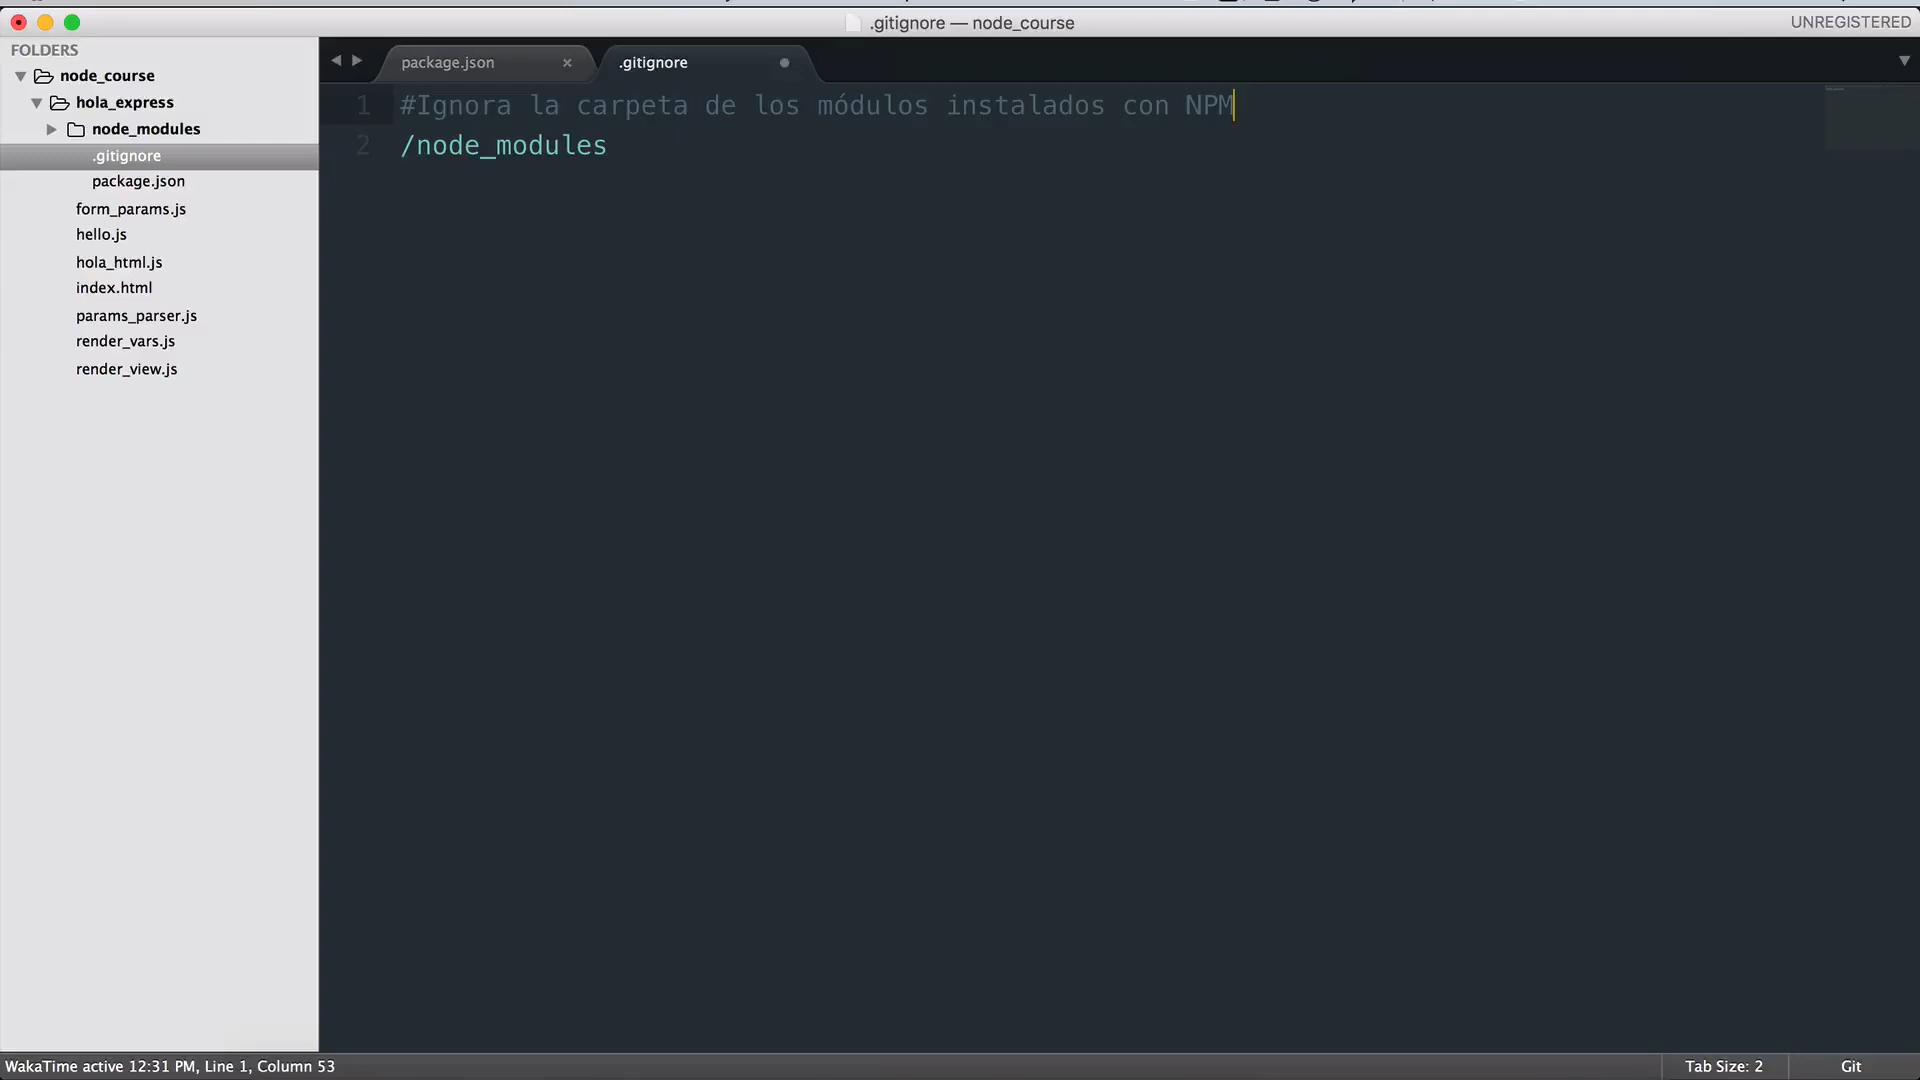 .gitignore — node_course
UNREGISTERED
FOLDERS
node_course
hola_express
node_modules
.gitignore
package.json
form_params.js
hello.js
hola_html.js
index.html
params_parser.js
render_vars.js
render_view.js
package.json
.gitignore
1 #Ignora la carpeta de los módulos instalados con NPM
2 /node_modules
WakaTime active 12:31 PM, Line 1, Column 53
Tab Size: 2
Git